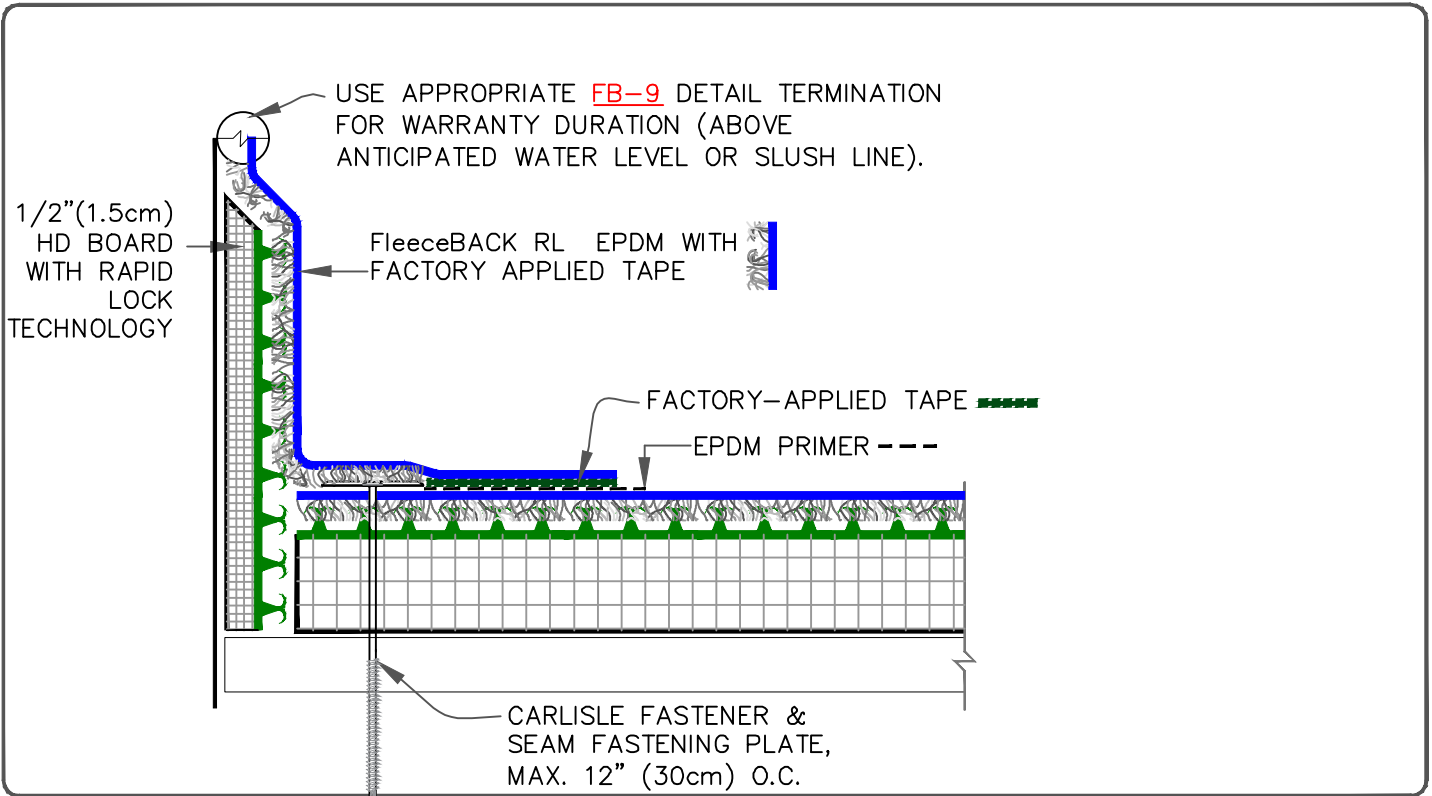 USE APPROPRIATE FB-9 DETAIL TERMINATION
FOR WARRANTY DURATION (ABOVE
ANTICIPATED WATER LEVEL OR SLUSH LINE).
1/2"(1.5cm)
HD BOARD
WITH RAPID
LOCK
TECHNOLOGY
FleeceBACK RL EPDM WITH
FACTORY APPLIED TAPE
FACTORY-APPLIED TAPE
EPDM PRIMER
CARLISLE FASTENER &
SEAM FASTENING PLATE,
MAX. 12" (30cm) O.C.